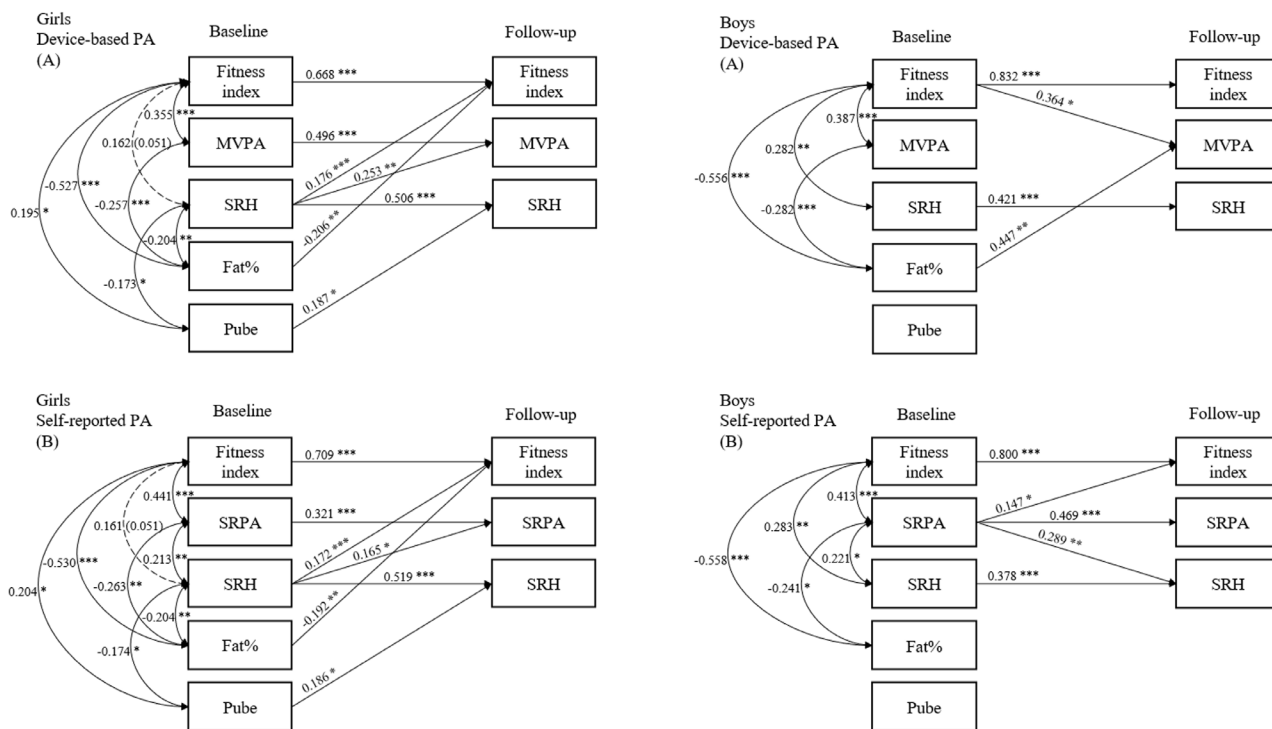 Girls
Device-based PA
(A)
Baseline
Follow-up
Fitness
index
MVPA
SRH
Fat%
Pube
Fitness
index
MVPA
SRH
0.668 ***
0.355 ***
0.162 (0.051)
0.496 ***
0.176 ***
0.253 **
-0.527 ***
-0.257 ***
0.506 ***
0.195 *
-0.204 **
-0.206 **
-0.173 *
0.187 *
Boys
Device-based PA
(A)
Baseline
Follow-up
Fitness
index
MVPA
SRH
Fat%
Pube
Fitness
index
MVPA
SRH
0.832 ***
0.364 *
0.387 ***
0.282 **
-0.556 ***
-0.282 ***
0.421 ***
0.447 **
Girls
Self-reported PA
(B)
Baseline
Follow-up
Fitness
index
SRPA
SRH
Fat%
Pube
Fitness
index
SRPA
SRH
0.709 ***
0.441 ***
0.161 (0.051)
0.321 ***
0.172 ***
0.165 *
-0.530 ***
0.213 **
-0.263 **
0.519 ***
0.204 *
-0.204 **
-0.192 **
-0.174 *
0.186 *
Boys
Self-reported PA
(B)
Baseline
Follow-up
Fitness
index
SRPA
SRH
Fat%
Pube
Fitness
index
SRPA
SRH
0.800 ***
0.413 ***
0.147 *
0.283 **
0.469 ***
0.289 **
-0.558 ***
0.221 *
-0.241 *
0.378 ***